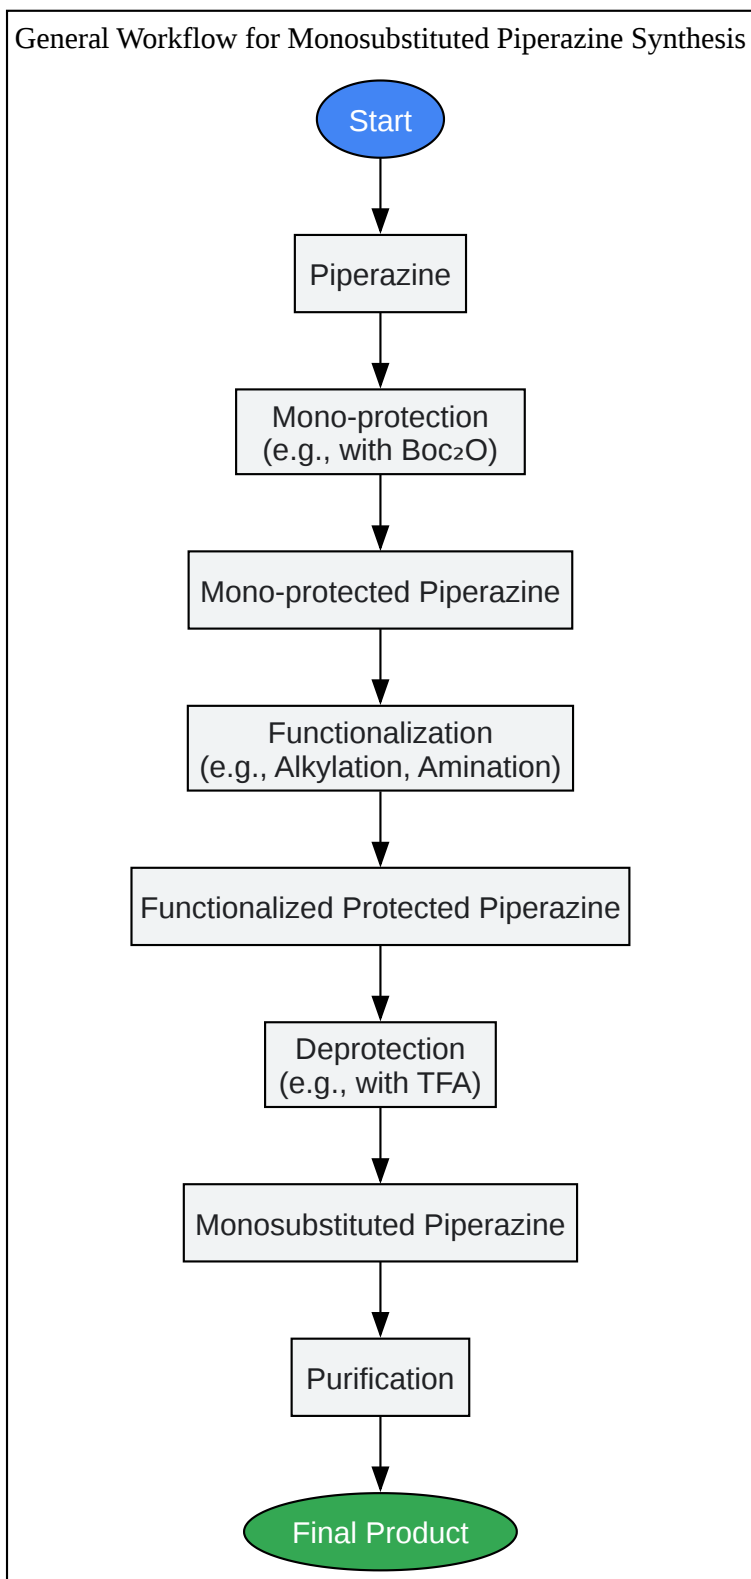 General Workflow for Monosubstituted Piperazine Synthesis
Start
Piperazine
Mono-protection
(e.g., with Boc₂O)
Mono-protected Piperazine
Functionalization
(e.g., Alkylation, Amination)
Functionalized Protected Piperazine
Deprotection
(e.g., with TFA)
Monosubstituted Piperazine
Purification
Final Product